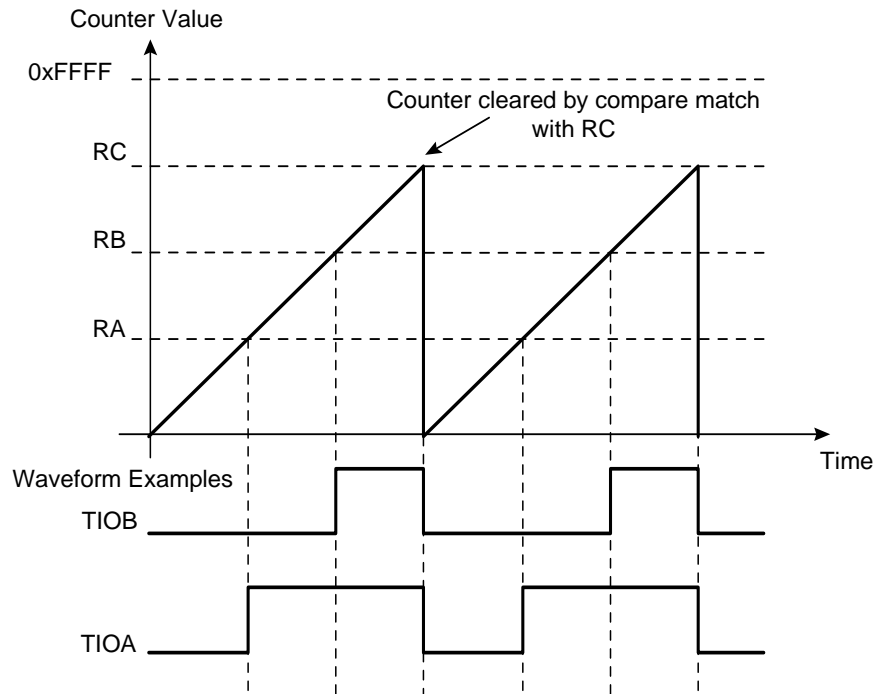 Counter Value
0xFFFF
Counter cleared by compare match
with RC
RC
RB
RA
Time
Waveform Examples
TIOB
TIOA